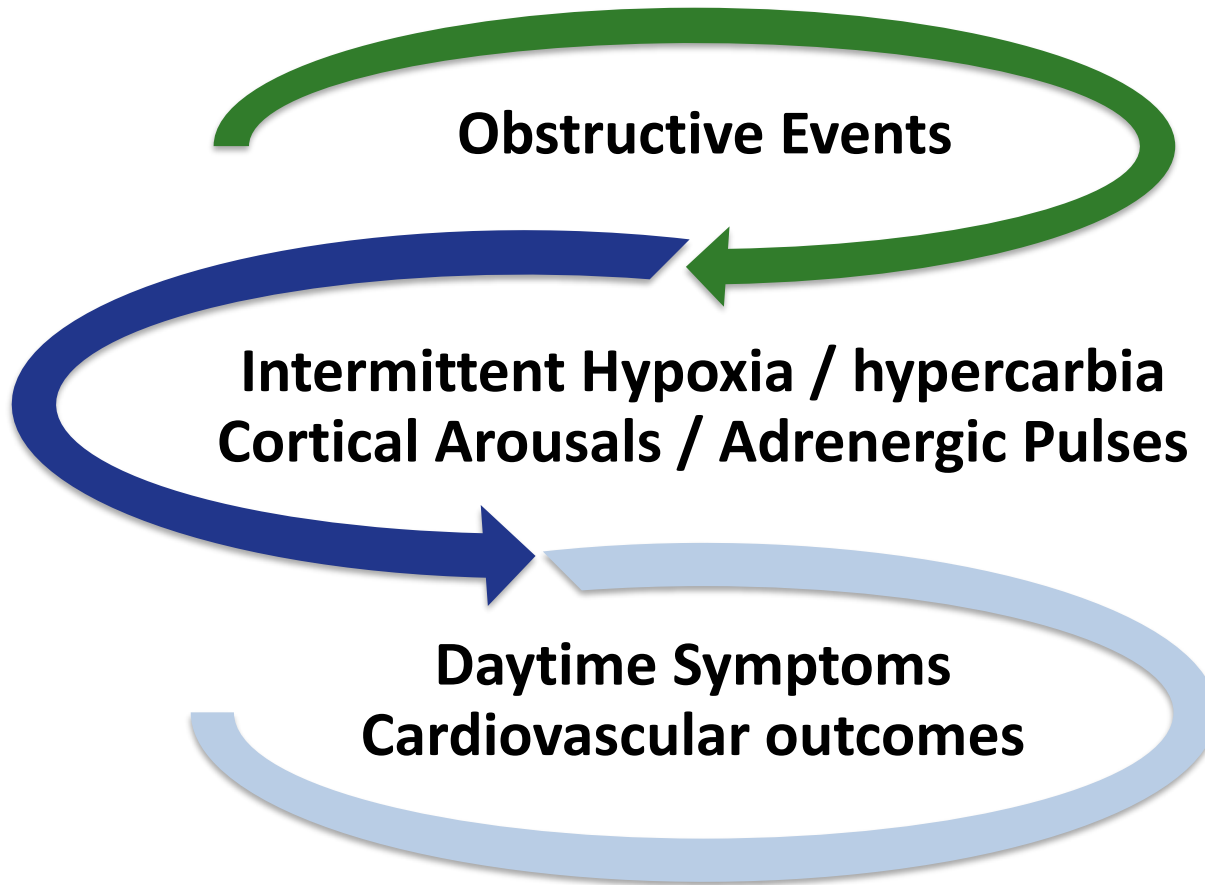 Obstructive Events
Intermittent Hypoxia / hypercarbia
Cortical Arousals / Adrenergic Pulses
Daytime Symptoms
Cardiovascular outcomes